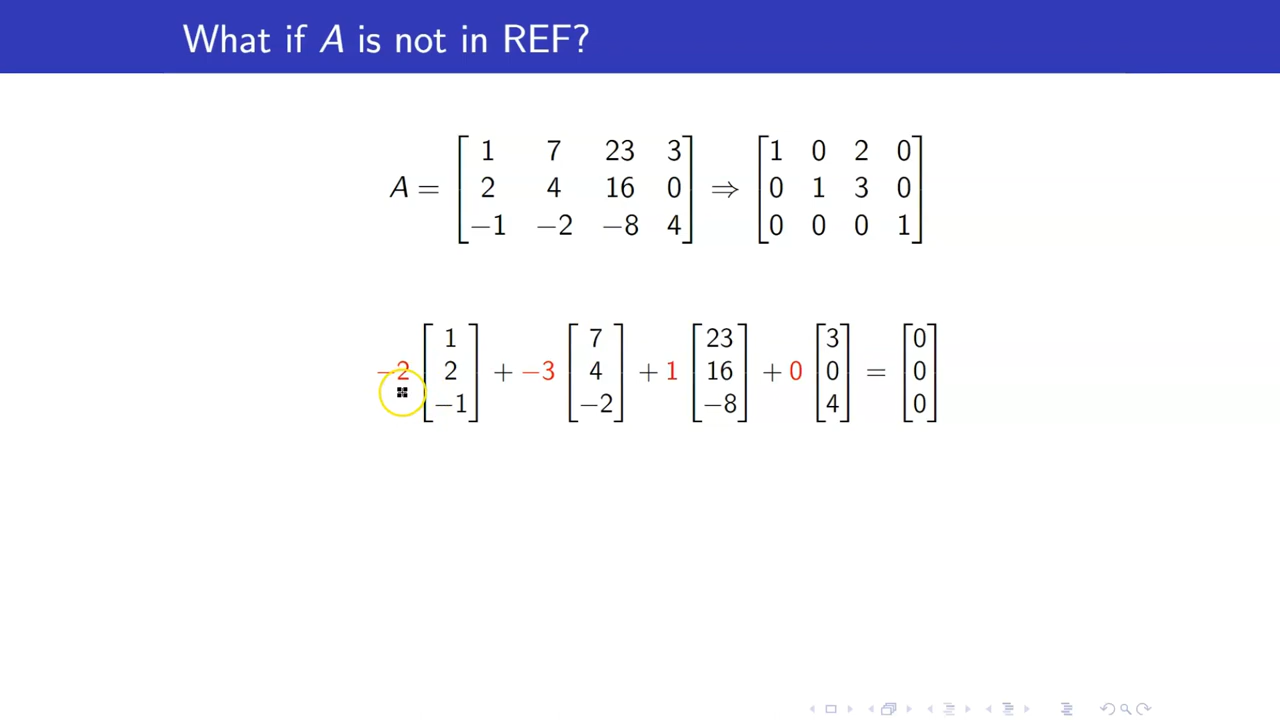 What if A is not in REF?
A = [1 7 23 3; 2 4 16 0; −1 −2 −8 4] ⇒ [1 0 2 0; 0 1 3 0; 0 0 0 1]
−2 [1; 2; −1] + −3 [7; 4; −2] + 1 [23; 16; −8] + 0 [3; 0; 4] = [0; 0; 0]